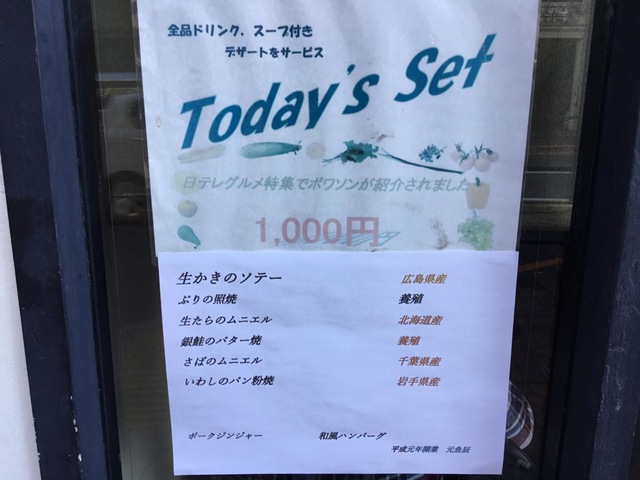 全品ドリンク、スープ付き
デザートをサービス
Today's Set
日テレグルメ特集でポワソンが紹介されました
1,000円
生かきのソテー 広島県産
ぶりの照焼 養殖
生たらのムニエル 北海道産
銀鮭のバター焼 養殖
さばのムニエル 千葉県産
いわしのパン粉焼 岩手県産
ポークジンジャー 和風ハンバーグ
平成元年開業 元魚辰